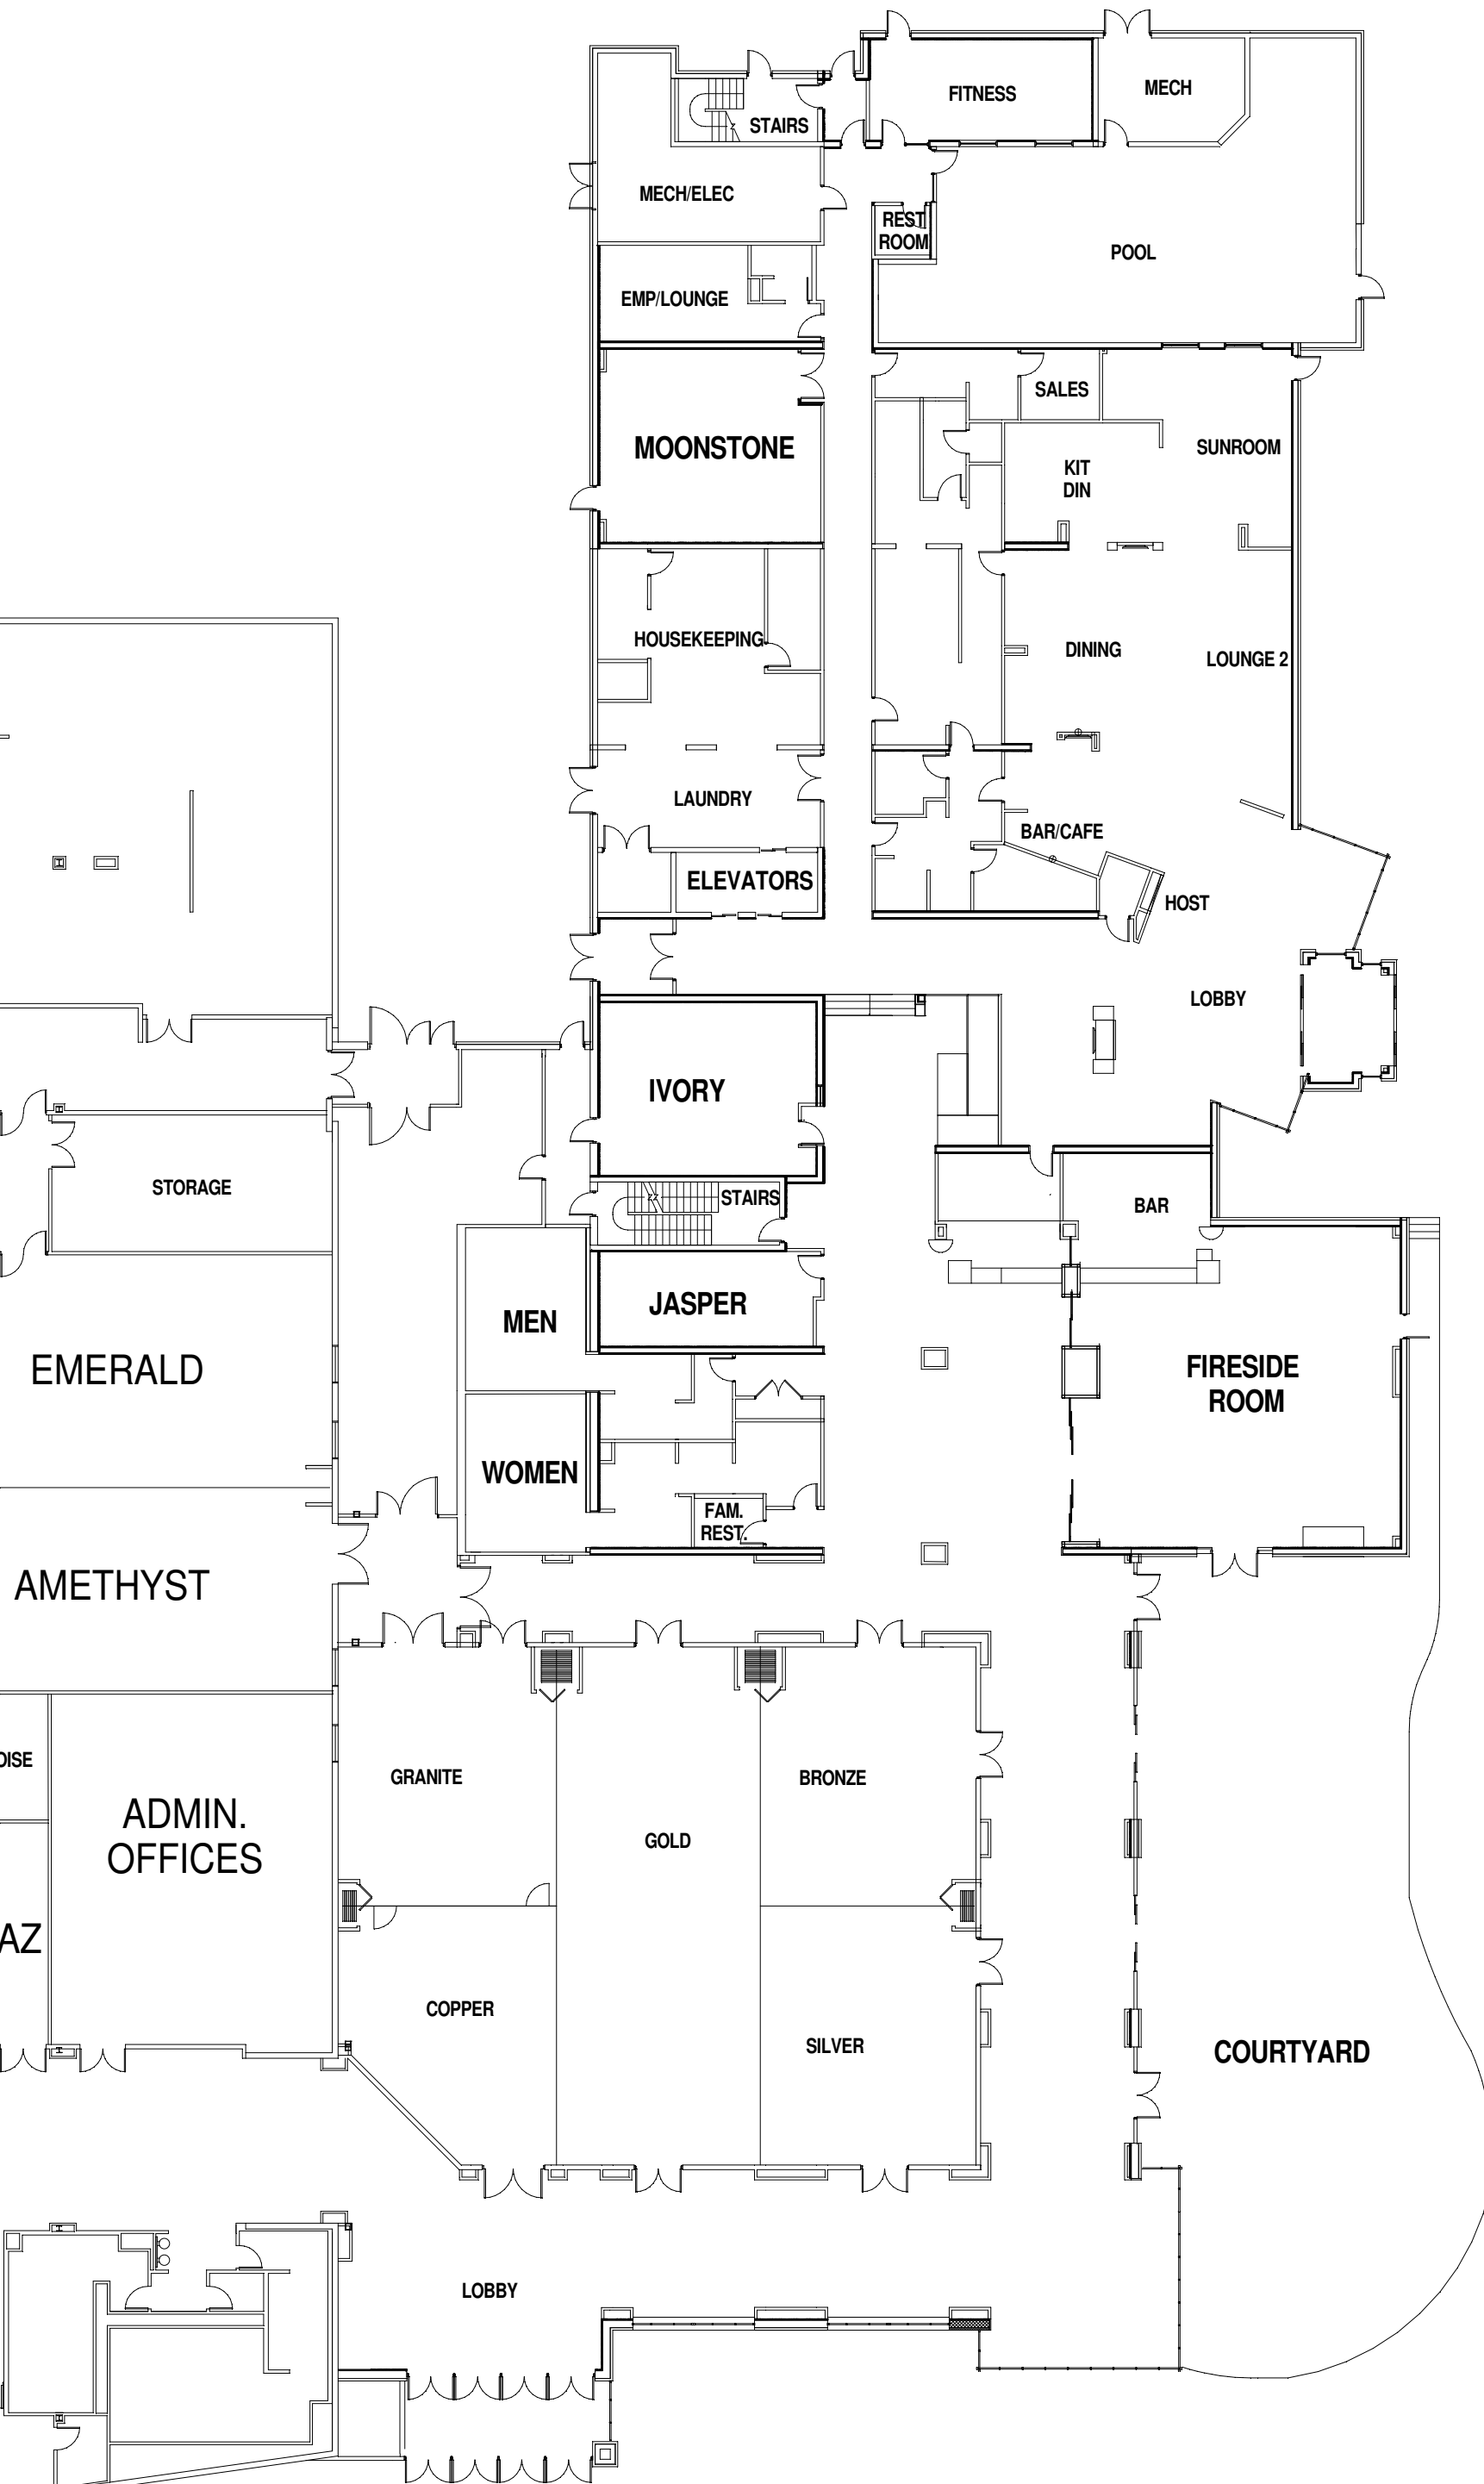 FITNESS
MECH
STAIRS
MECH/ELEC
REST
ROOM
POOL
EMP/LOUNGE
SALES
MOONSTONE
SUNROOM
KIT
DIN
HOUSEKEEPING
DINING
LOUNGE 2
LAUNDRY
BAR/CAFE
ELEVATORS
HOST
LOBBY
IVORY
STORAGE
STAIRS
BAR
JASPER
MEN
EMERALD
FIRESIDE
ROOM
WOMEN
FAM.
REST.
AMETHYST
OISE
GRANITE
BRONZE
ADMIN.
OFFICES
GOLD
AZ
COPPER
SILVER
COURTYARD
LOBBY